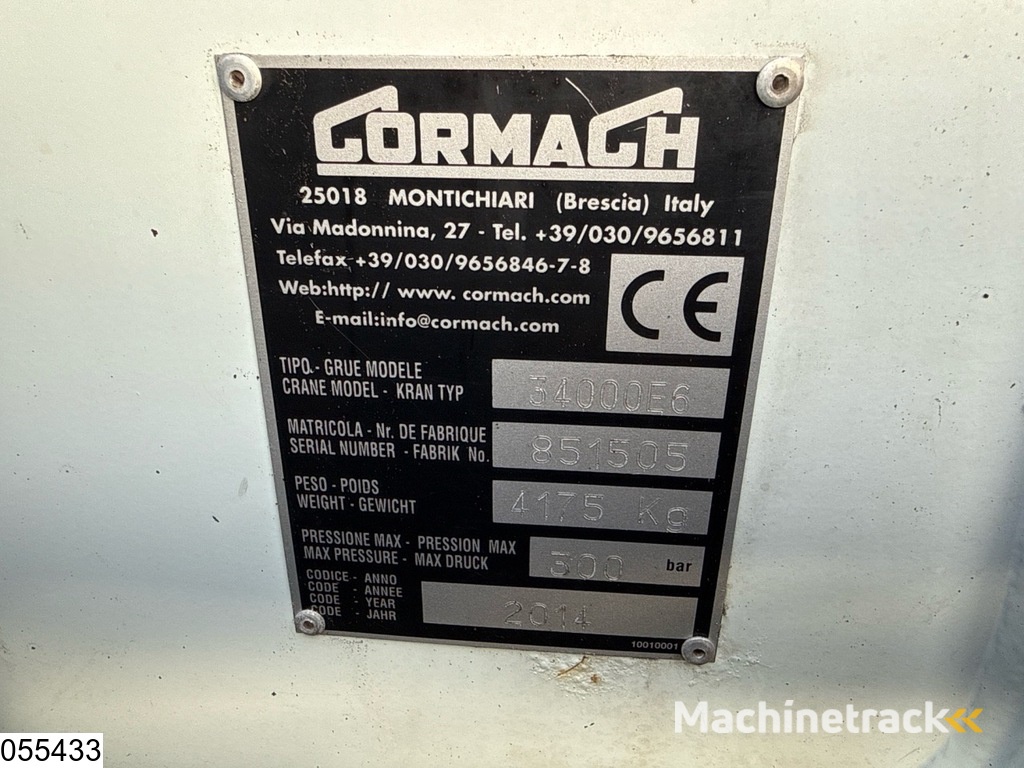 CORMACH
25018 MONTICHIARI (Brescia) Italy
Via Madonnina, 27 - Tel. +39/030/9656811
Telefax +39/030/9656846-7-8
Web:http:// www. cormach.com
E-mail:info@cormach.com
CE
TIPO - GRUE MODELE
CRANE MODEL - KRAN TYP
34000E6
MATRICOLA - Nr. DE FABRIQUE
SERIAL NUMBER - FABRIK No.
851505
PESO - POIDS
WEIGHT - GEWICHT
4175 Kg
PRESSIONE MAX - PRESSION MAX
MAX PRESSURE - MAX DRUCK
300 bar
CODICE - ANNO
CODE - ANNEE
CODE - YEAR
CODE - JAHR
2014
10010001
Machinetrack
055433